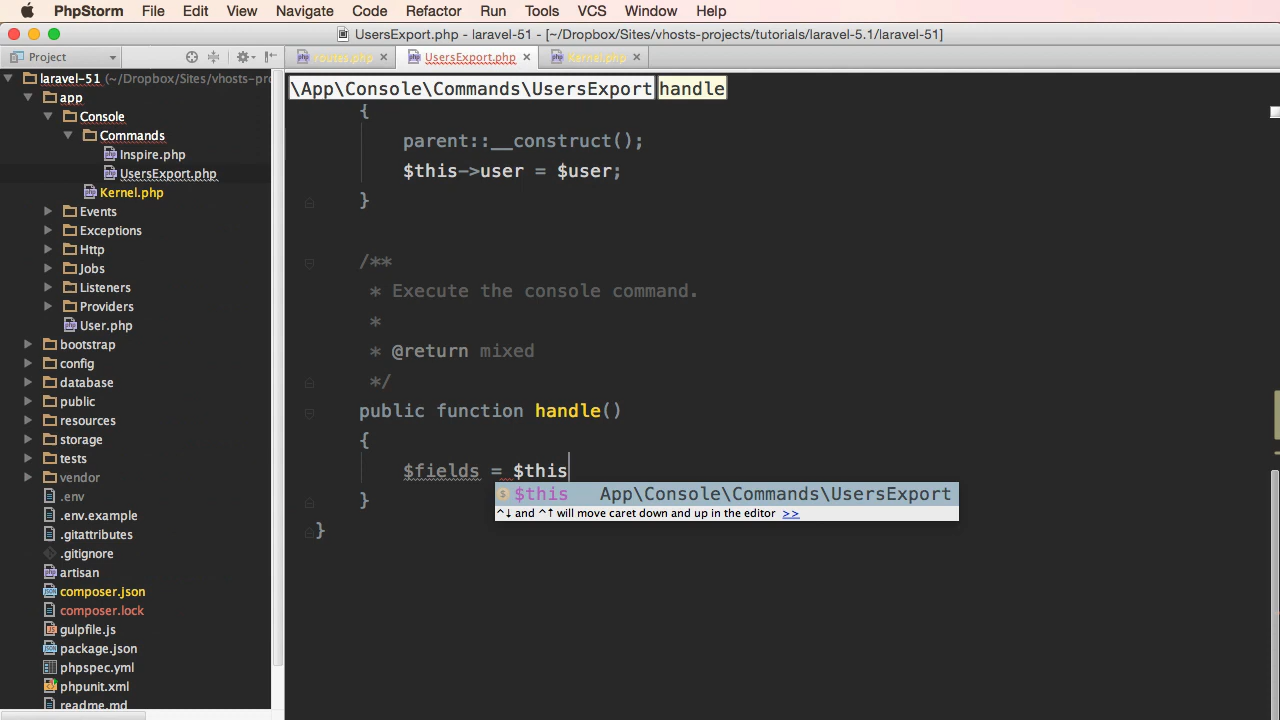 PhpStorm File Edit View Navigate Code Refactor Run Tools VCS Window Help
UsersExport.php - laravel-51 - [~/Dropbox/Sites/vhosts-projects/tutorials/laravel-5.1/laravel-51]
Project
routes.php
UsersExport.php
Kernel.php
laravel-51 (~/Dropbox/Sites/vhosts-pro
app
Console
Commands
Inspire.php
UsersExport.php
Kernel.php
Events
Exceptions
Http
Jobs
Listeners
Providers
User.php
bootstrap
config
database
public
resources
storage
tests
vendor
.env
.env.example
.gitattributes
.gitignore
artisan
composer.json
composer.lock
gulpfile.js
package.json
phpspec.yml
phpunit.xml
readme.md
\App\Console\Commands\UsersExport handle
{
parent::__construct();
$this->user = $user;
}
/**
* Execute the console command.
*
* @return mixed
*/
public function handle()
{
$fields = $this
$this App\Console\Commands\UsersExport
^↓ and ^↑ will move caret down and up in the editor >>
}
}